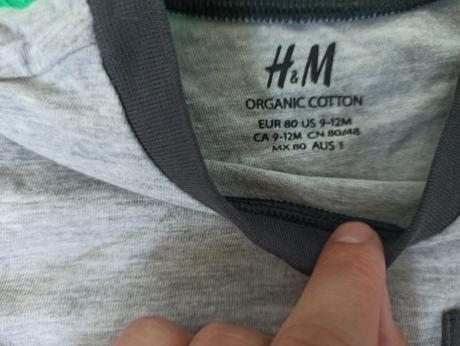 H&M
ORGANIC COTTON
EUR 80 US 9-12M
CA 9-12M CN 80/48
MX 80 AUS 1